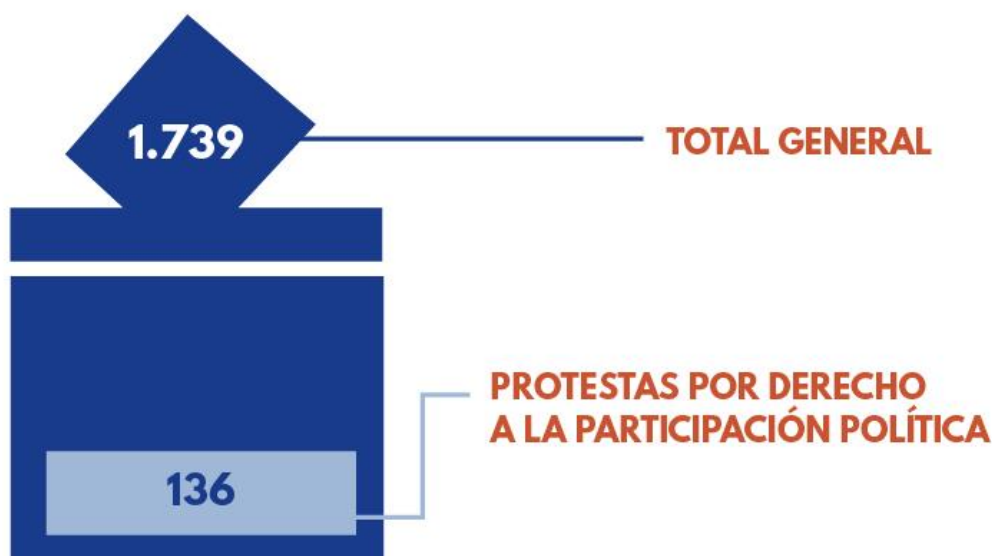 1.739
TOTAL GENERAL
PROTESTAS POR DERECHO
A LA PARTICIPACIÓN POLÍTICA
136